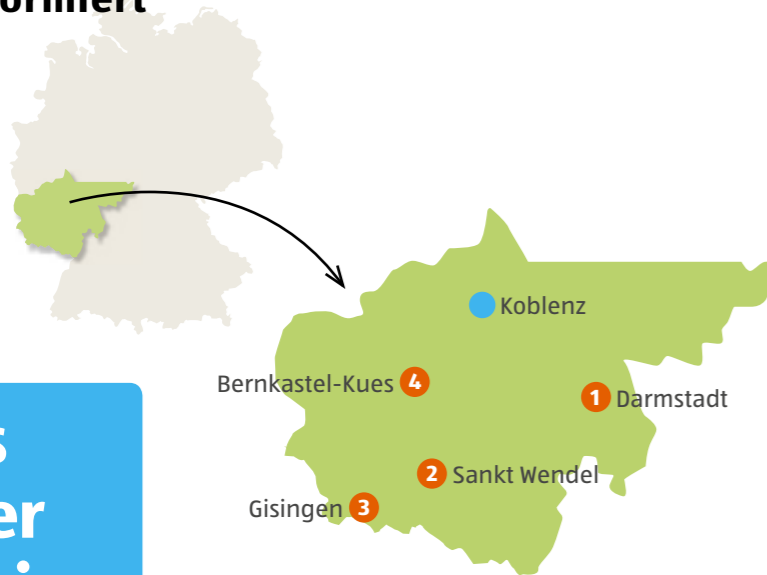 Koblenz
Bernkastel-Kues 4
1 Darmstadt
2 Sankt Wendel
Gisingen 3